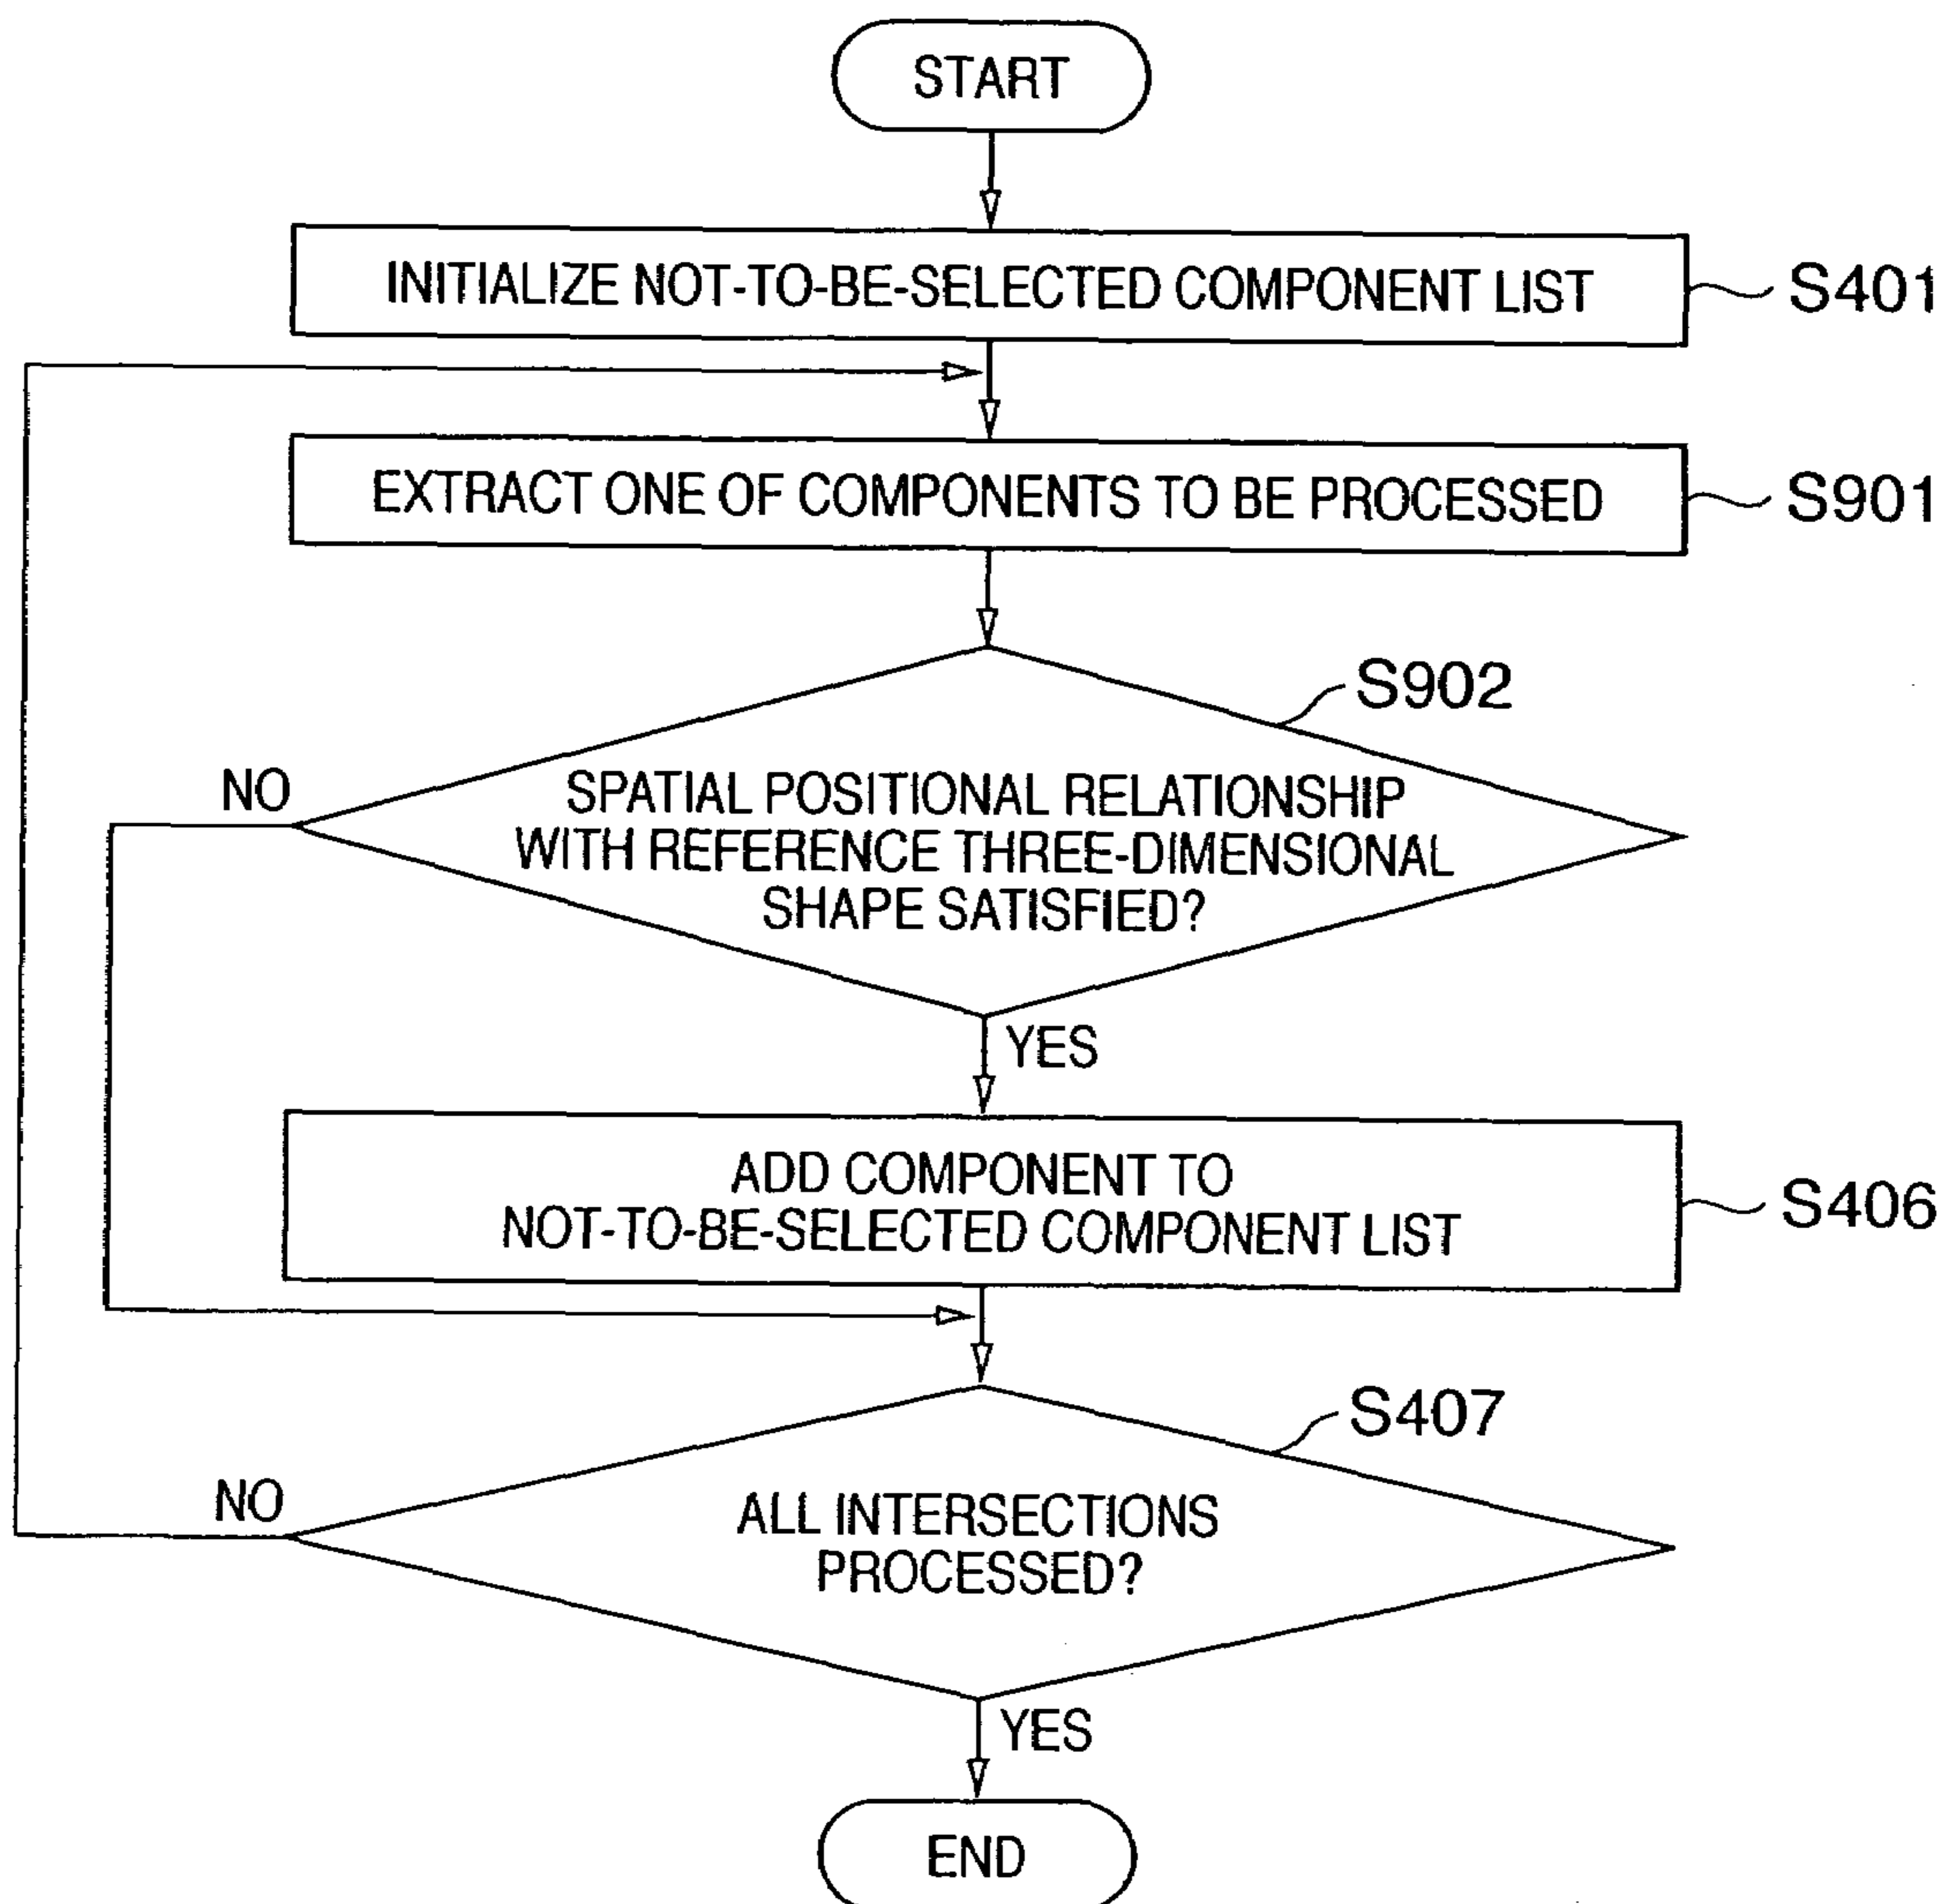 START
INITIALIZE NOT-TO-BE-SELECTED COMPONENT LIST
S401
EXTRACT ONE OF COMPONENTS TO BE PROCESSED
S901
S902
NO
SPATIAL POSITIONAL RELATIONSHIP
WITH REFERENCE THREE-DIMENSIONAL
SHAPE SATISFIED?
YES
ADD COMPONENT TO
NOT-TO-BE-SELECTED COMPONENT LIST
S406
S407
NO
ALL INTERSECTIONS
PROCESSED?
YES
END